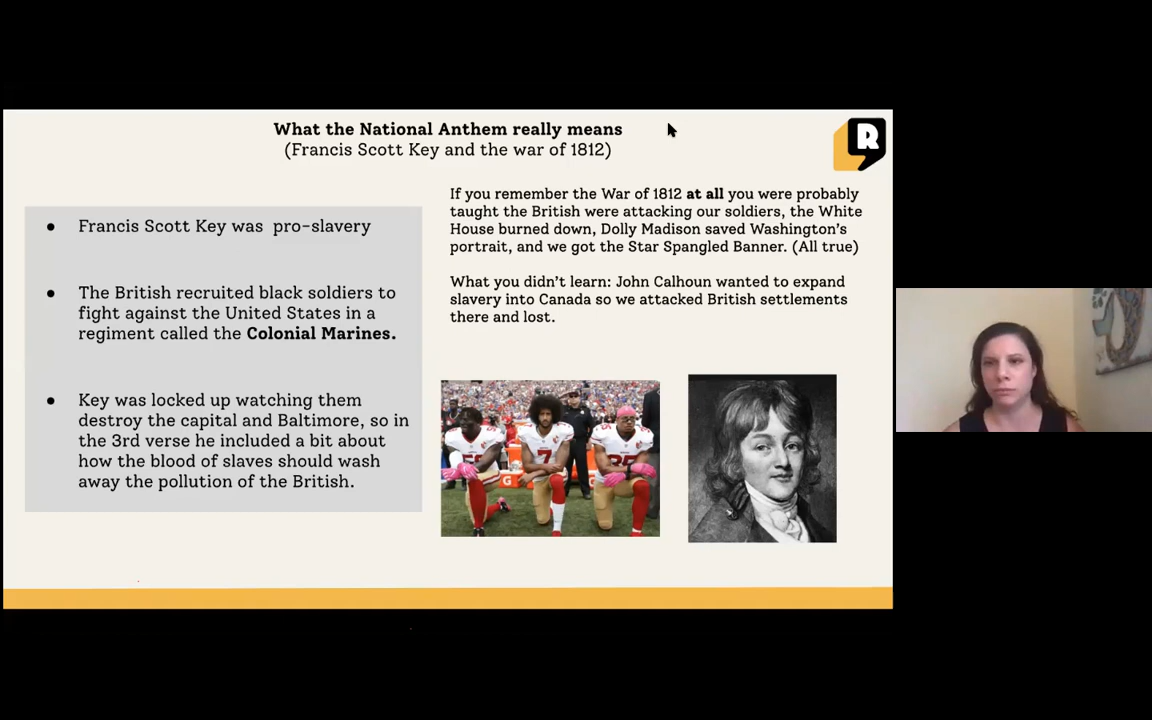 What the National Anthem really means
(Francis Scott Key and the war of 1812)
R
● Francis Scott Key was  pro-slavery
● The British recruited black soldiers to
fight against the United States in a
regiment called the Colonial Marines.
● Key was locked up watching them
destroy the capital and Baltimore, so in
the 3rd verse he included a bit about
how the blood of slaves should wash
away the pollution of the British.
If you remember the War of 1812 at all you were probably
taught the British were attacking our soldiers, the White
House burned down, Dolly Madison saved Washington's
portrait, and we got the Star Spangled Banner. (All true)
What you didn't learn: John Calhoun wanted to expand
slavery into Canada so we attacked British settlements
there and lost.
7
G